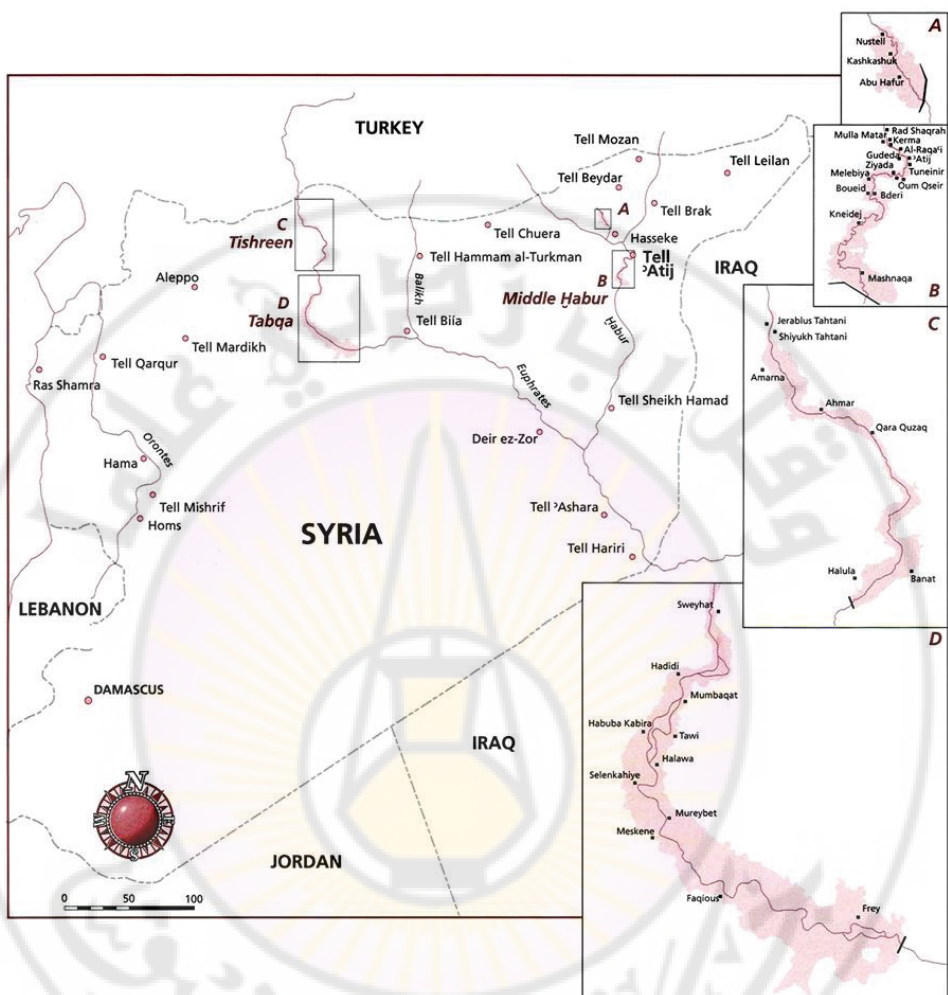 TURKEY
Tell Mozan
Tell Leilan
Tell Beydar
A
Tell Brak
C
Tishreen
Tell Chuera
Hasseke
Tell
ʾAtij
Tell Hammam al-Turkman
IRAQ
B
Middle Ḫabur
Aleppo
Balikh
D
Tabqa
Tell Biia
Ḫabur
Tell Mardikh
Tell Qarqur
Ras Shamra
Euphrates
Tell Sheikh Hamad
Deir ez-Zor
Orontes
Hama
Tell Mishrif
Homs
Tell ʾAshara
SYRIA
Tell Hariri
LEBANON
DAMASCUS
IRAQ
JORDAN
N
W
E
S
0 50 100
A
Nustell
Kashkashuk
Abu Hafur
Rad Shaqrah
Mulla Matar
Kerma
Al-Raqaʿi
Gudeda
ʾAtij
Ziyada
Tuneinir
Melebiya
Oum Qseir
Boueid
Bderi
Kneidej
Mashnaqa
B
C
Jerablus Tahtani
Shiyukh Tahtani
Amarna
Ahmar
Qara Quzaq
Halula
Banat
Sweyhat
D
Hadidi
Mumbaqat
Habuba Kabira
Tawi
Halawa
Selenkahiye
Mureybet
Meskene
Faqious
Frey